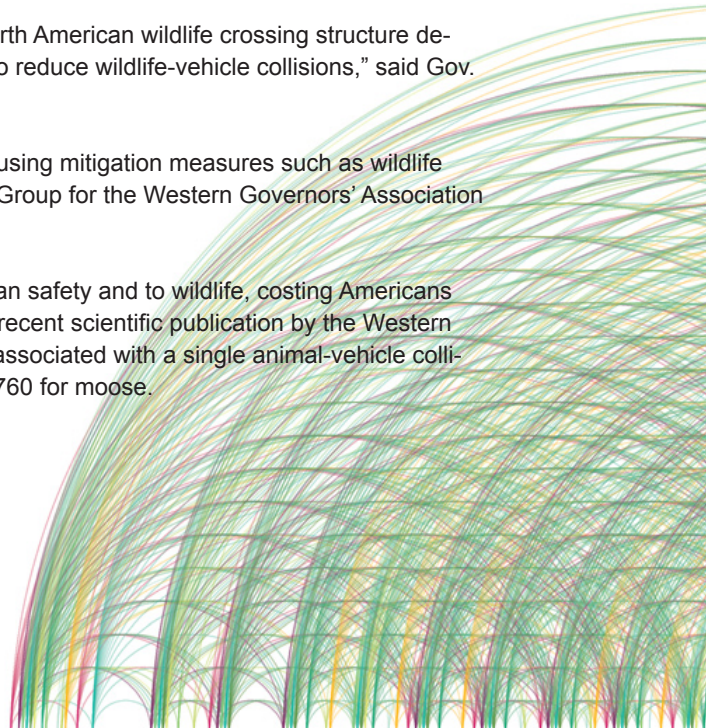 rth American wildlife crossing structure de-
o reduce wildlife-vehicle collisions,” said Gov.
using mitigation measures such as wildlife
Group for the Western Governors’ Association
an safety and to wildlife, costing Americans
recent scientific publication by the Western
associated with a single animal-vehicle colli-
760 for moose.